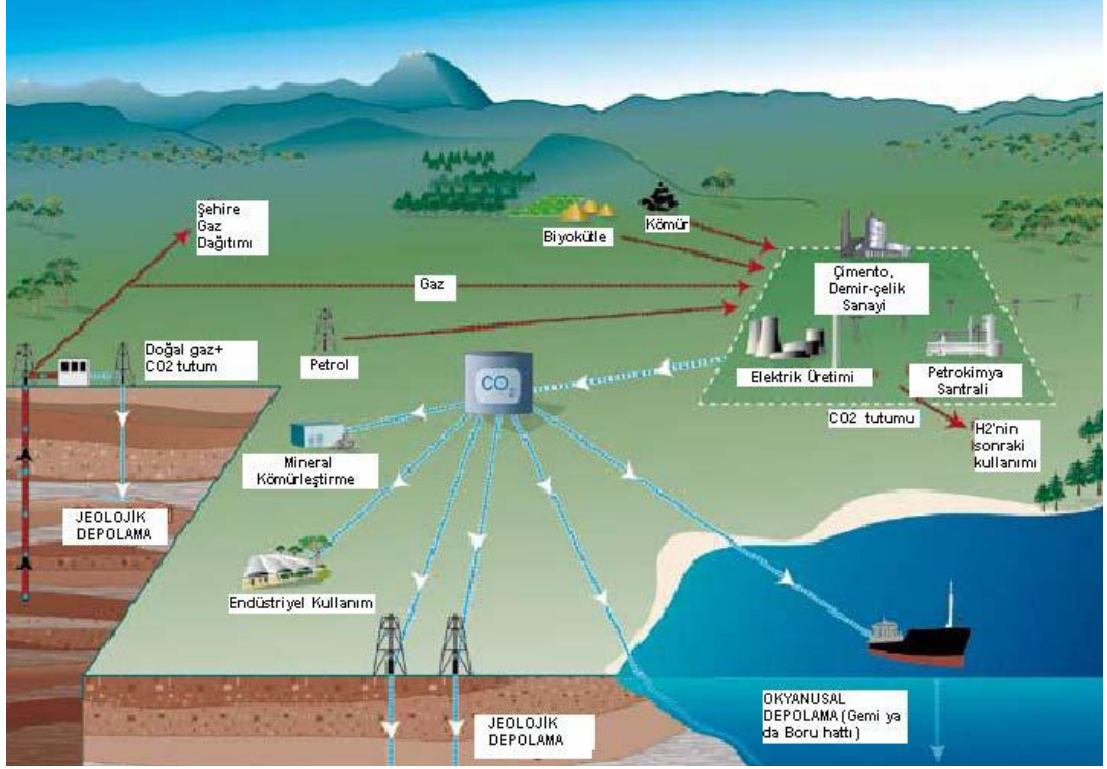 Şehire
Gaz
Dağıtımı
Biyokütle
Kömür
Çimento,
Demir-çelik
Sanayi
Gaz
Doğal gaz+
CO2 tutum
Petrol
CO2
Elektrik Üretimi
Petrokimya
Santrali
CO2 tutumu
H2'nin
sonraki
kullanımı
Mineral
Kömürleştirme
JEOLOJİK
DEPOLAMA
Endüstriyel Kullanım
JEOLOJİK
DEPOLAMA
OKYANUSAL
DEPOLAMA (Gemi ya
da Boru hattı)